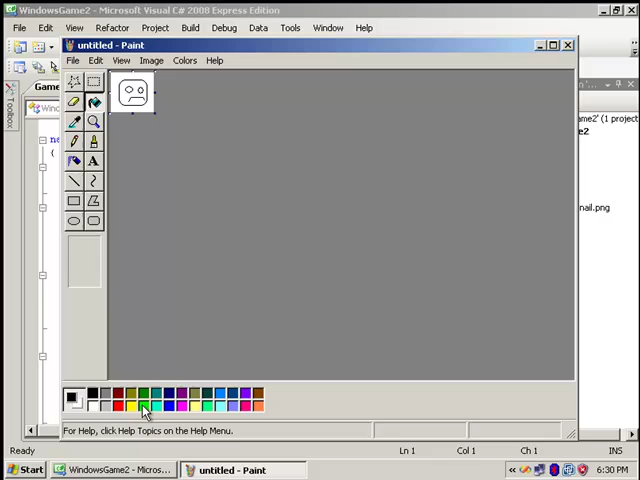 WindowsGame2 - Microsoft Visual C# 2008 Express Edition
File Edit View Refactor Project Build Debug Data Tools Window Help
untitled - Paint
File Edit View Image Colors Help
Toolbox
Game
Wind
ame2' (1 project
me2
na
{
nail.png
A
For Help, click Help Topics on the Help Menu.
Ready Ln 1 Col 1 Ch 1 INS
Start WindowsGame2 - Micros... untitled - Paint 6:30 PM